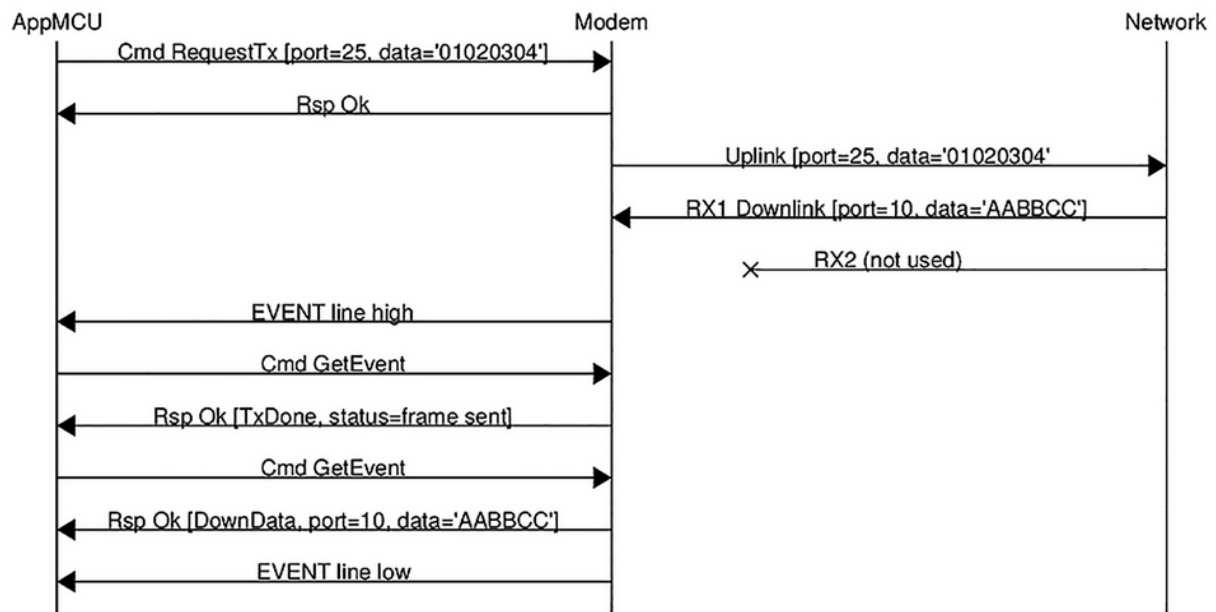 AppMCU Modem Network
Cmd RequestTx [port=25, data='01020304']
Rsp Ok
Uplink [port=25, data='01020304'
RX1 Downlink [port=10, data='AABBCC']
RX2 (not used)
EVENT line high
Cmd GetEvent
Rsp Ok [TxDone, status=frame sent]
Cmd GetEvent
Rsp Ok [DownData, port=10, data='AABBCC']
EVENT line low